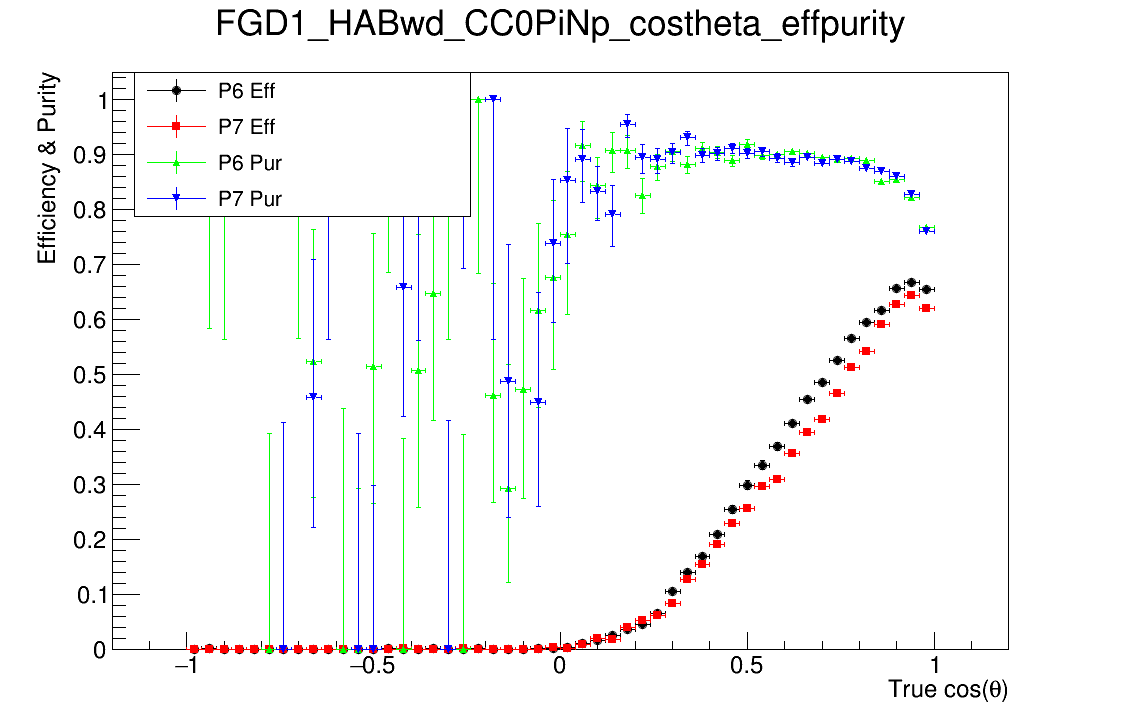 FGD1_HABwd_CC0PiNp_costheta_effpurity
Efficiency & Purity
P6 Eff
P7 Eff
P6 Pur
P7 Pur
1
0.9
0.8
0.7
0.6
0.5
0.4
0.3
0.2
0.1
0
−1
−0.5
0
0.5
1
True cos(θ)